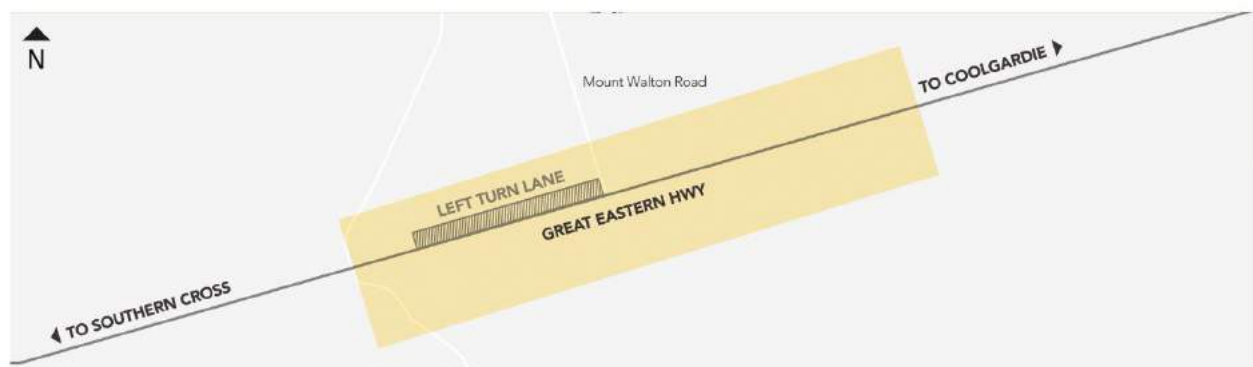 N
Mount Walton Road
TO COOLGARDIE
LEFT TURN LANE
GREAT EASTERN HWY
TO SOUTHERN CROSS